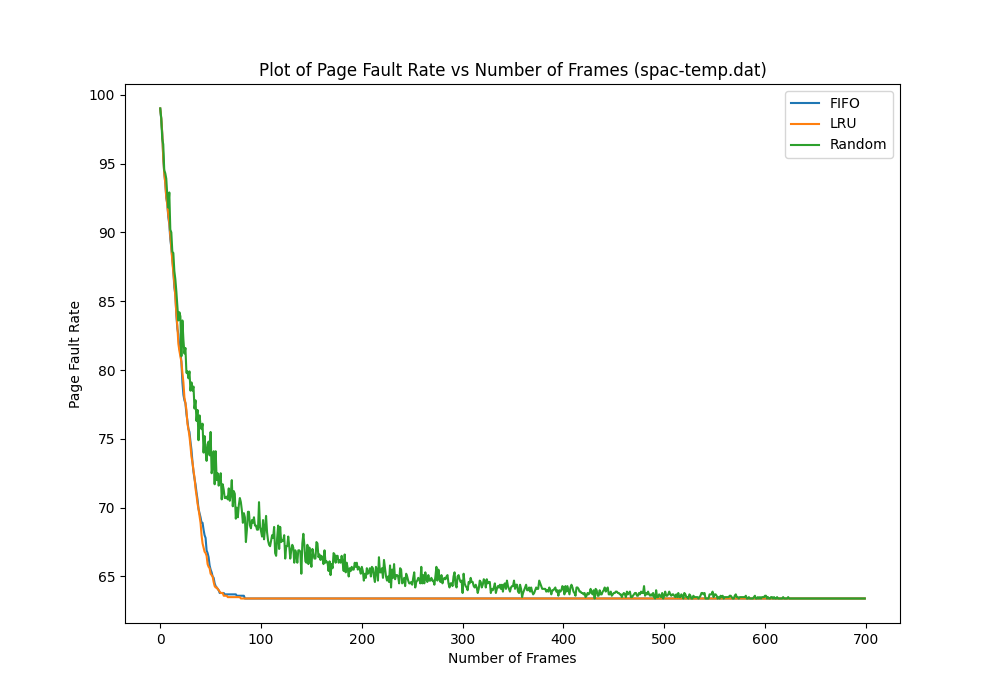 Plot of Page Fault Rate vs Number of Frames (spac-temp.dat)
FIFO
LRU
Random
Page Fault Rate
100
95
90
85
80
75
70
65
0 100 200 300 400 500 600 700
Number of Frames